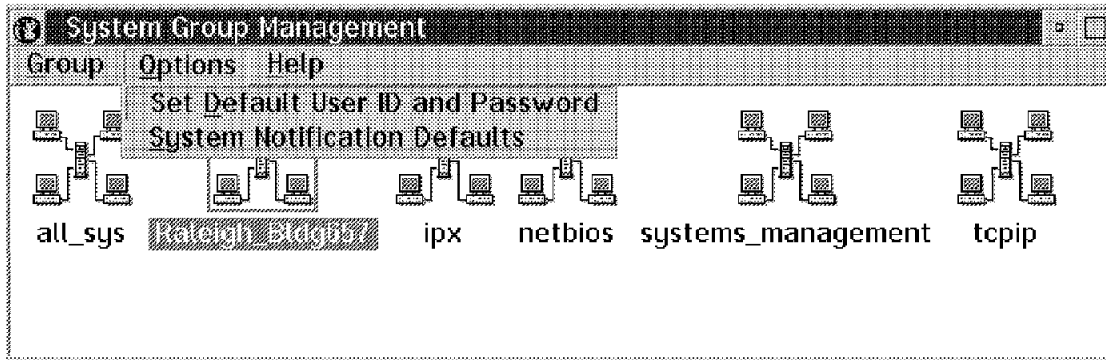 System Group Management
Group Options Help
Set Default User ID and Password
System Notification Defaults
all_sys Raleigh_Bldg657 ipx netbios systems_management tcpip